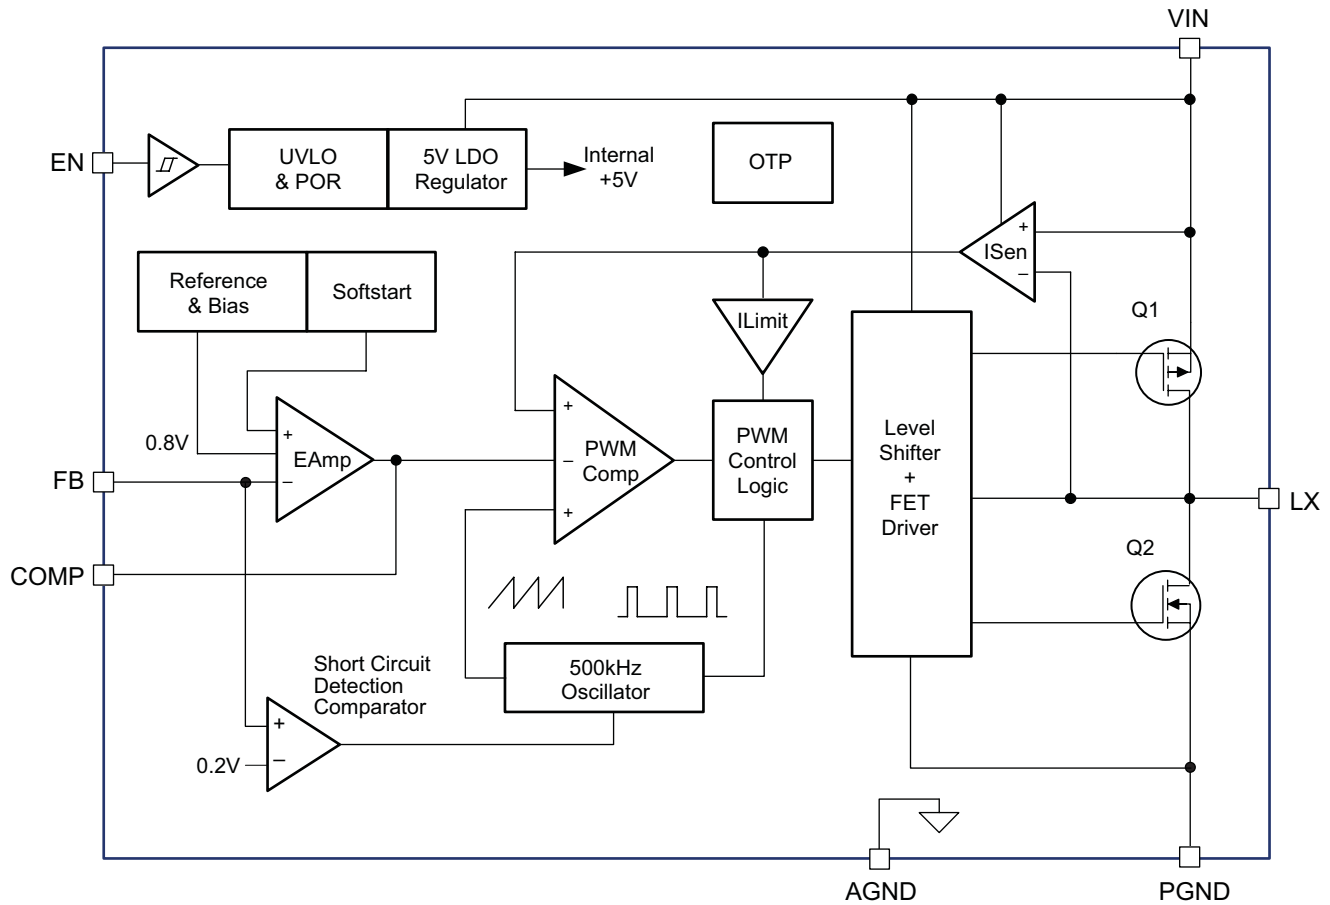 VIN
EN
UVLO
& POR
5V LDO
Regulator
Internal
+5V
OTP
Reference
& Bias
Softstart
+
ISen
−
ILimit
Q1
0.8V
+
EAmp
−
FB
COMP
+
−
PWM
Comp
+
PWM
Control
Logic
Level
Shifter
+
FET
Driver
LX
Q2
500kHz
Oscillator
Short Circuit
Detection
Comparator
+
−
0.2V
AGND
PGND